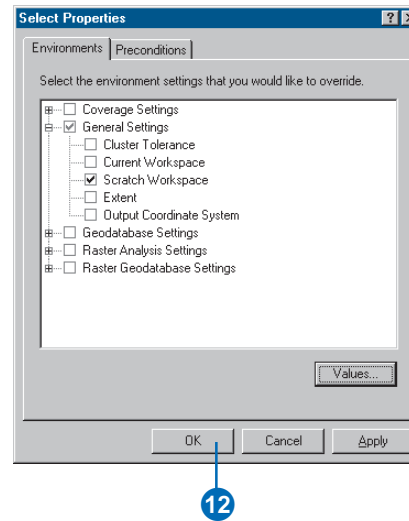 Select Properties
Environments Preconditions
Select the environment settings that you would like to override.
Coverage Settings
General Settings
Cluster Tolerance
Current Workspace
Scratch Workspace
Extent
Output Coordinate System
Geodatabase Settings
Raster Analysis Settings
Raster Geodatabase Settings
Values...
OK Cancel Apply
12